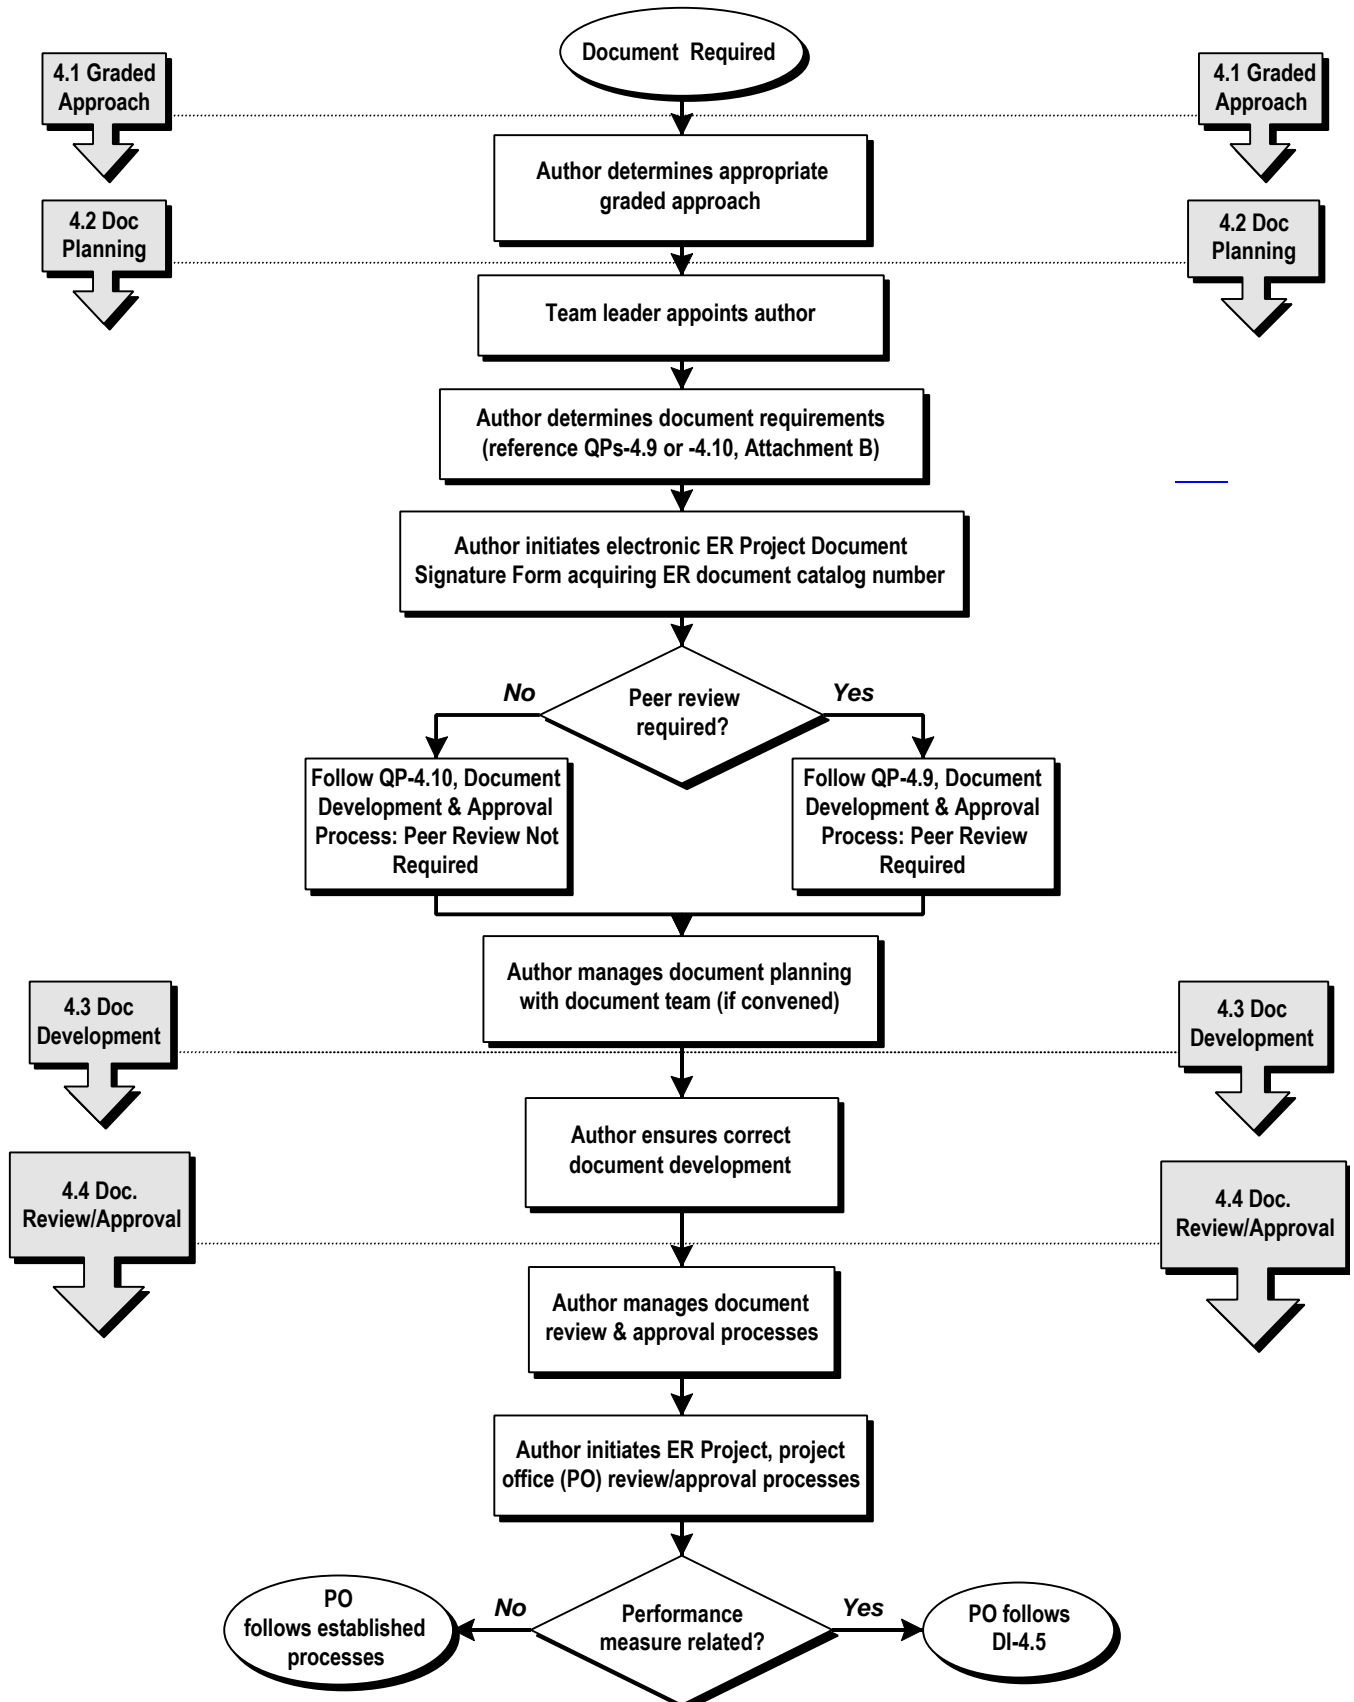 Document Required
4.1 Graded
Approach
4.1 Graded
Approach
Author determines appropriate
graded approach
4.2 Doc
Planning
4.2 Doc
Planning
Team leader appoints author
Author determines document requirements
(reference QPs-4.9 or -4.10, Attachment B)
Author initiates electronic ER Project Document
Signature Form acquiring ER document catalog number
No
Peer review
required?
Yes
Follow QP-4.10, Document
Development & Approval
Process: Peer Review Not
Required
Follow QP-4.9, Document
Development & Approval
Process: Peer Review
Required
Author manages document planning
with document team (if convened)
4.3 Doc
Development
4.3 Doc
Development
Author ensures correct
document development
4.4 Doc.
Review/Approval
4.4 Doc.
Review/Approval
Author manages document
review & approval processes
Author initiates ER Project, project
office (PO) review/approval processes
PO
follows established
processes
No
Performance
measure related?
Yes
PO follows
DI-4.5